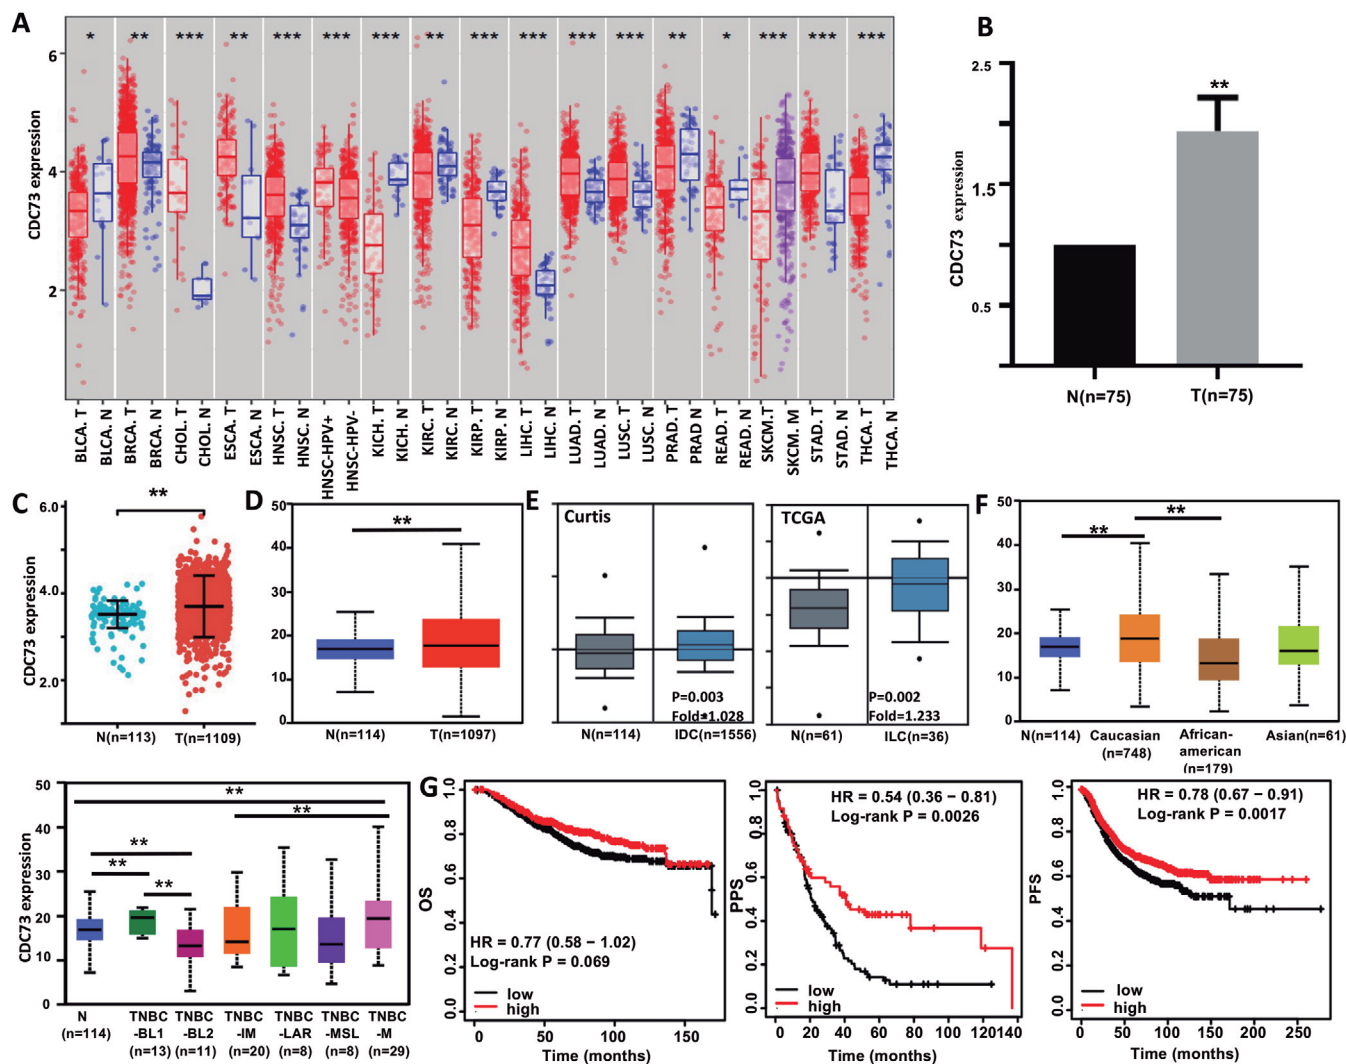 A
* ** *** ** *** *** *** ** *** *** *** *** ** * *** *** ***
CDC73 expression
6
4
2
BLCA. T
BLCA. N
BRCA. T
BRCA. N
CHOL. T
CHOL. N
ESCA. T
ESCA. N
HNSC. T
HNSC. N
HNSC-HPV+
HNSC-HPV-
KICH. T
KICH. N
KIRC. T
KIRC. N
KIRP. T
KIRP. N
LIHC. T
LIHC. N
LUAD. T
LUAD. N
LUSC. T
LUSC. N
PRAD. T
PRAD. N
READ. T
READ. N
SKCM.T
SKCM. M
STAD. T
STAD. N
THCA. T
THCA. N
B
CDC73 expression
2.5
1.5
0.5
**
N(n=75) T(n=75)
C
CDC73 expression
6.0
4.0
2.0
**
N(n=113) T(n=1109)
D
50
40
30
20
10
0
**
N(n=114) T(n=1097)
E
Curtis
P=0.003
Fold=1.028
N(n=114) IDC(n=1556)
TCGA
P=0.002
Fold=1.233
N(n=61) ILC(n=36)
F
50
40
30
20
10
0
** **
N(n=114) Caucasian (n=748) African-american (n=179) Asian(n=61)
CDC73 expression
50
40
30
20
10
0
**
**
**
**
**
N TNBC TNBC TNBC TNBC TNBC TNBC
(n=114) -BL1 -BL2 -IM -LAR -MSL -M
(n=13) (n=11) (n=20) (n=8) (n=8) (n=29)
G
OS
1.0
0.8
0.6
0.4
0.2
0.0
HR = 0.77 (0.58 – 1.02)
Log-rank P = 0.069
low
high
0 50 100 150
Time (months)
PPS
1.0
0.8
0.6
0.4
0.2
0.0
HR = 0.54 (0.36 – 0.81)
Log-rank P = 0.0026
low
high
0 20 40 60 80 100 120140
Time (months)
PFS
1.0
0.8
0.6
0.4
0.2
0.0
HR = 0.78 (0.67 – 0.91)
Log-rank P = 0.0017
low
high
0 50 100 150 200 250
Time (months)